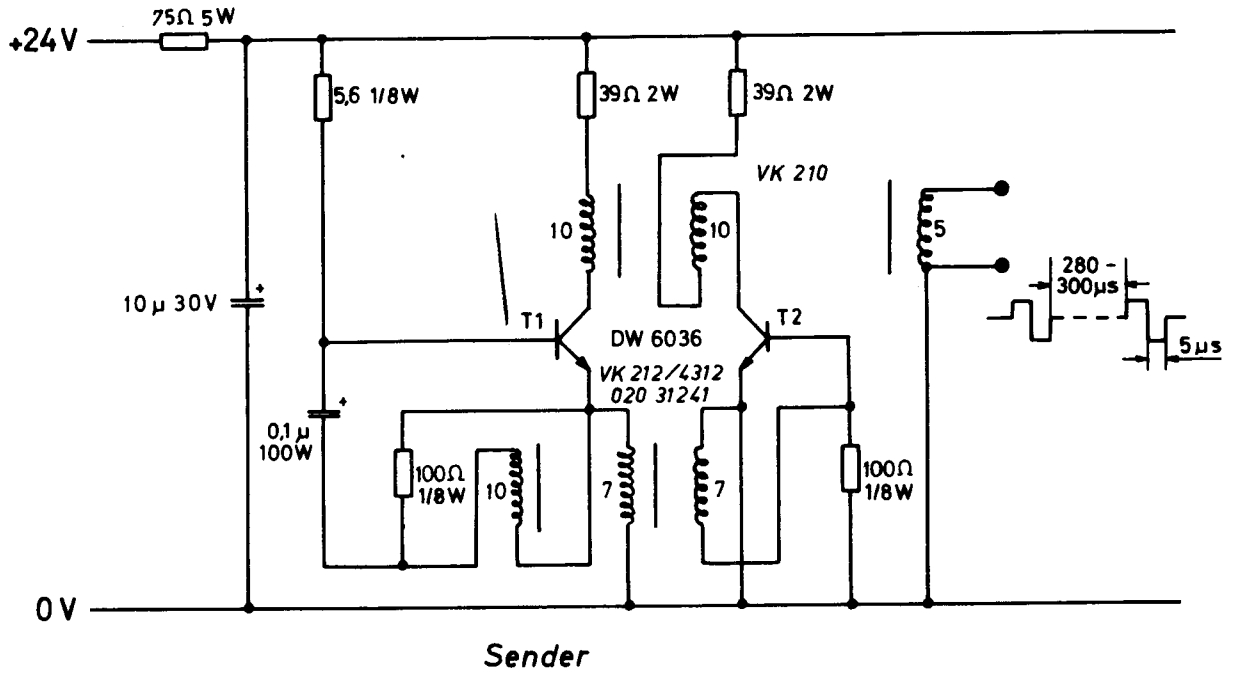 75Ω 5W
+24V
5,6 1/8W
39Ω 2W
39Ω 2W
VK 210
10
10
5
280 -
300µs
10µ 30V
+
T1
T2
DW 6036
5µs
VK 212/4312
020 31241
+
0,1µ
100W
100Ω
1/8W
10
7
7
100Ω
1/8W
0V
Sender